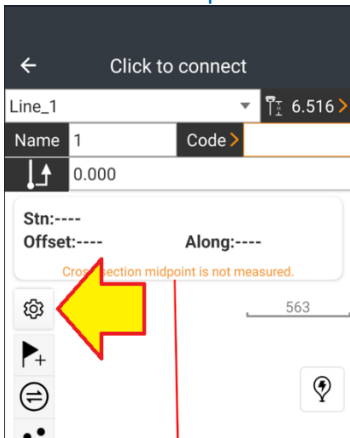 Click to connect
Line_1 6.516 >
Name 1 Code >
0.000
Stn:----
Offset:---- Along:----
Cross section midpoint is not measured.
563